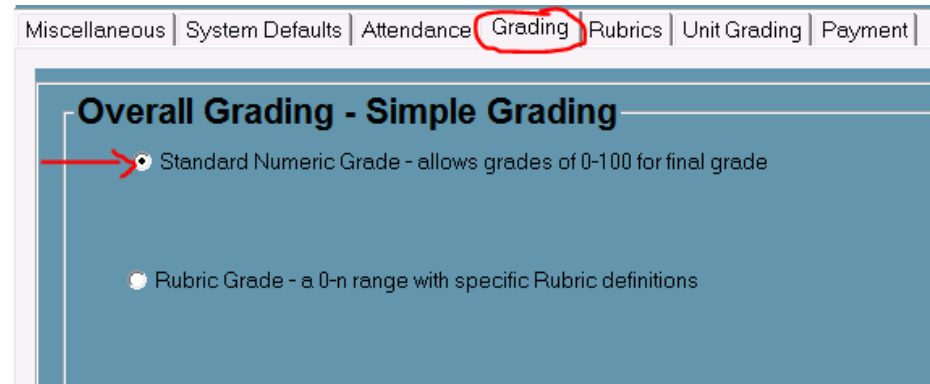 Miscellaneous System Defaults Attendance Grading Rubrics Unit Grading Payment
Overall Grading - Simple Grading
Standard Numeric Grade - allows grades of 0-100 for final grade
Rubric Grade - a 0-n range with specific Rubric definitions